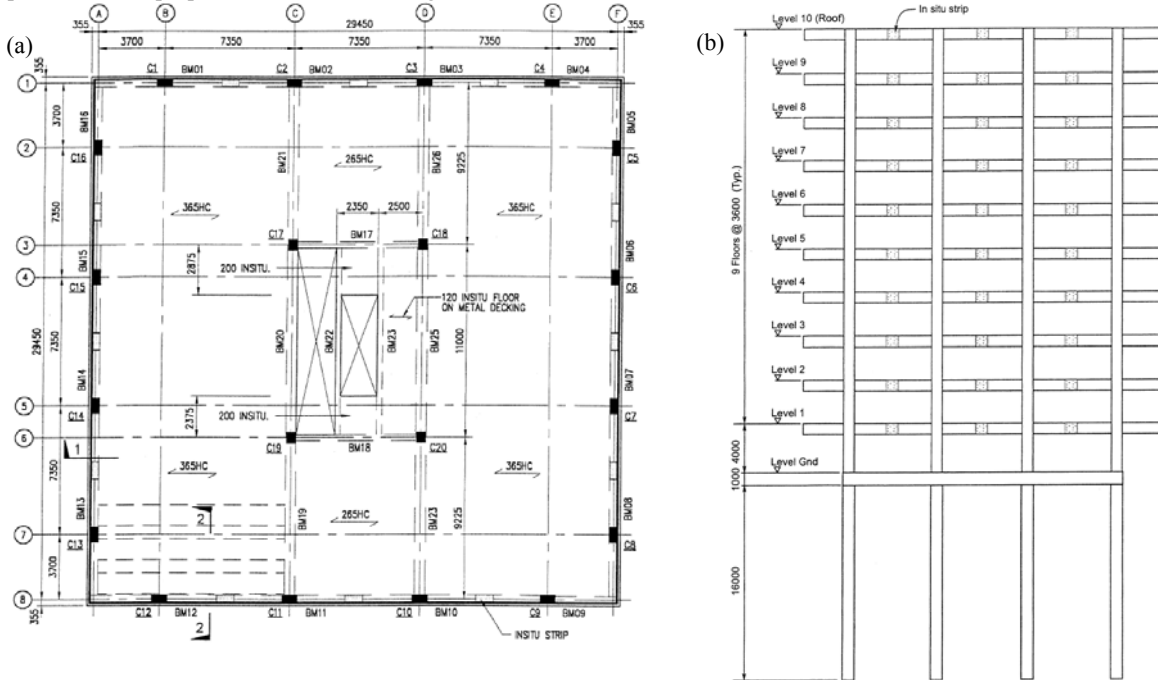 (a)
A B C D E F
29450
355 355
3700 7350 7350 7350 3700
355
C1 BM01 C2 BM02 C3 BM03 C4 BM04
1
BM16 BM05
3700
2
C16 C5
BM21 265HC BM26 9225
365HC 2350 2500 365HC
7350
C17 BM17 C18
3
2875 200 INSITU.
BM15 BM06
4
C15 C6
120 INSITU FLOOR
ON METAL DECKING
29450 7350
BM20 BM22 BM23 BM25 11000
BM14 BM07
5
C14 2375 200 INSITU C7
6
C19 BM18 C20
1
7350
365HC 365HC
BM13 BM08
265HC
2 BM19 BM23 9225
7
C13 C8
3700
8
355
C12 BM12 C11 BM11 C10 BM10 C9 BM09
2
INSITU STRIP
(b)
In situ strip
Level 10 (Roof)
Level 9
Level 8
Level 7
Level 6
Level 5
Level 4
Level 3
Level 2
Level 1
Level Gnd
9 Floors @ 3600 (Typ.)
4000
1000
16000